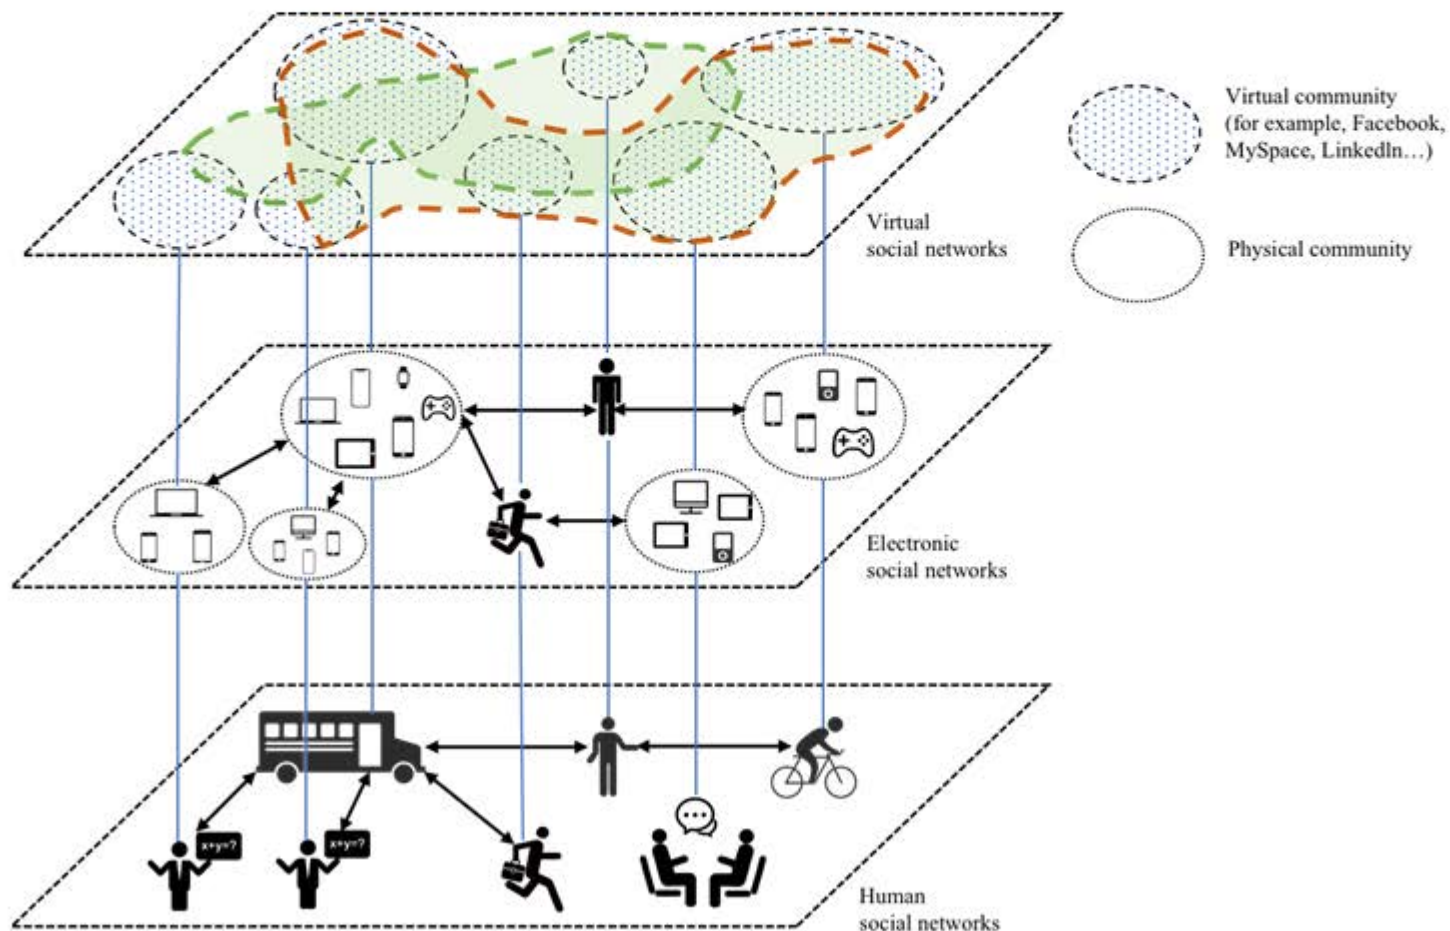 Virtual community
(for example, Facebook,
MySpace, LinkedIn…)
Physical community
Virtual
social networks
Electronic
social networks
x+y=?
x+y=?
Human
social networks